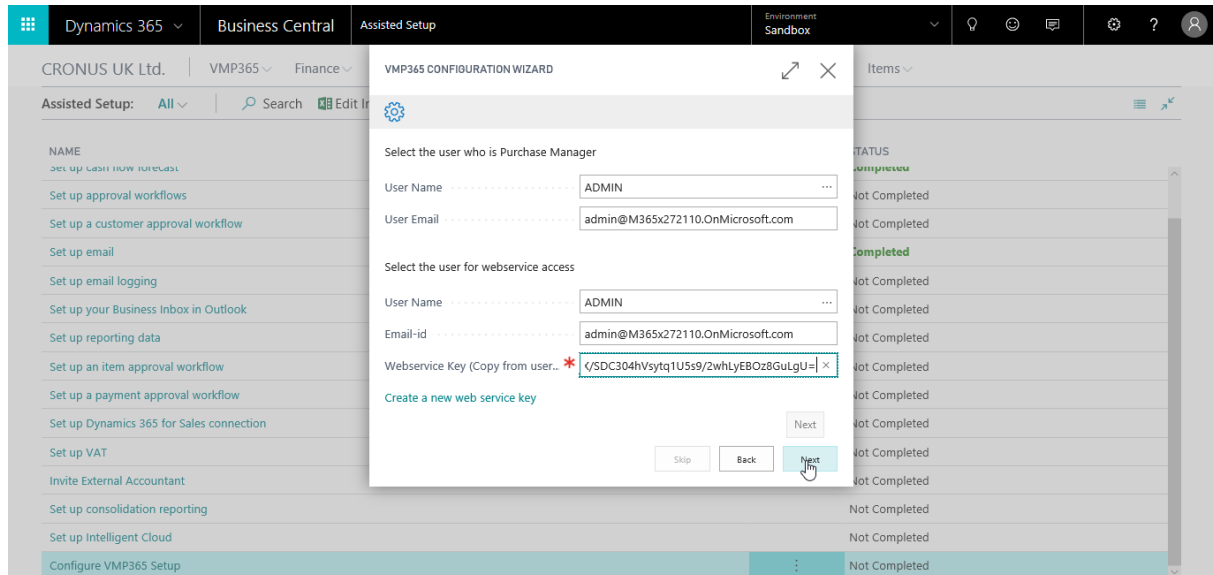 Dynamics 365 Business Central Assisted Setup Environment Sandbox ?
CRONUS UK Ltd. VMP365 Finance Items
Assisted Setup: All Search Edit In
NAME STATUS
Set up cash flow forecast Completed
Set up approval workflows Not Completed
Set up a customer approval workflow Not Completed
Set up email Completed
Set up email logging Not Completed
Set up your Business Inbox in Outlook Not Completed
Set up reporting data Not Completed
Set up an item approval workflow Not Completed
Set up a payment approval workflow Not Completed
Set up Dynamics 365 for Sales connection Not Completed
Set up VAT Not Completed
Invite External Accountant Not Completed
Set up consolidation reporting Not Completed
Set up Intelligent Cloud Not Completed
Configure VMP365 Setup Not Completed
VMP365 CONFIGURATION WIZARD
Select the user who is Purchase Manager
User Name ADMIN ...
User Email admin@M365x272110.OnMicrosoft.com
Select the user for webservice access
User Name ADMIN ...
Email-id admin@M365x272110.OnMicrosoft.com
Webservice Key (Copy from user... * /SDC304hVsytq1U5s9/2whLyEBOz8GuLgU= ×
Create a new web service key
Next
Skip Back Next